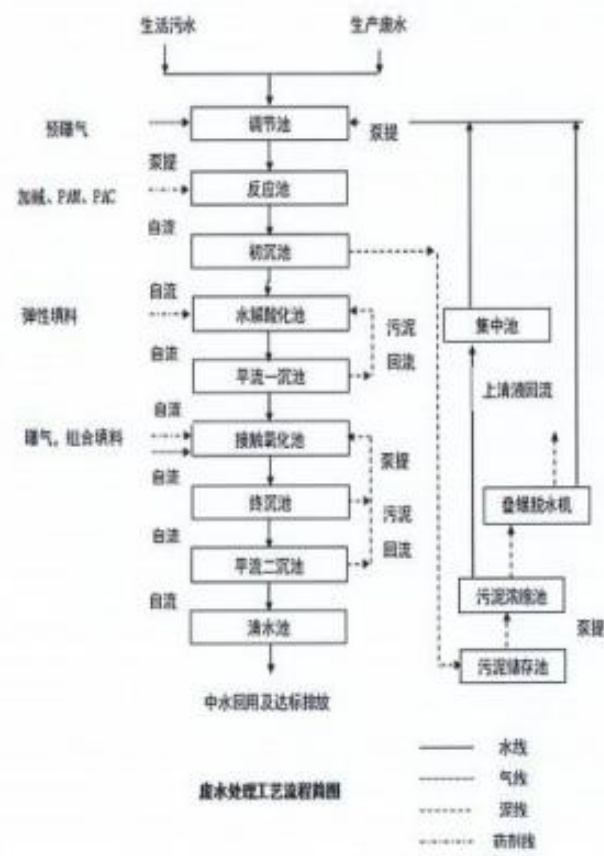 生活污水
生产废水
预曝气
调节池
泵提
泵提
加碱、PAM、PAC
反应池
自流
初沉池
自流
弹性填料
水解酸化池
污泥
回流
集中池
自流
平流一沉池
上清液回流
自流
曝气，组合填料
接触氧化池
泵提
自流
终沉池
污泥
回流
叠螺脱水机
自流
平流二沉池
自流
污泥浓缩池
清水池
泵提
污泥储存池
中水回用及达标排放
水线
气线
泥线
药剂线
废水处理工艺流程简图